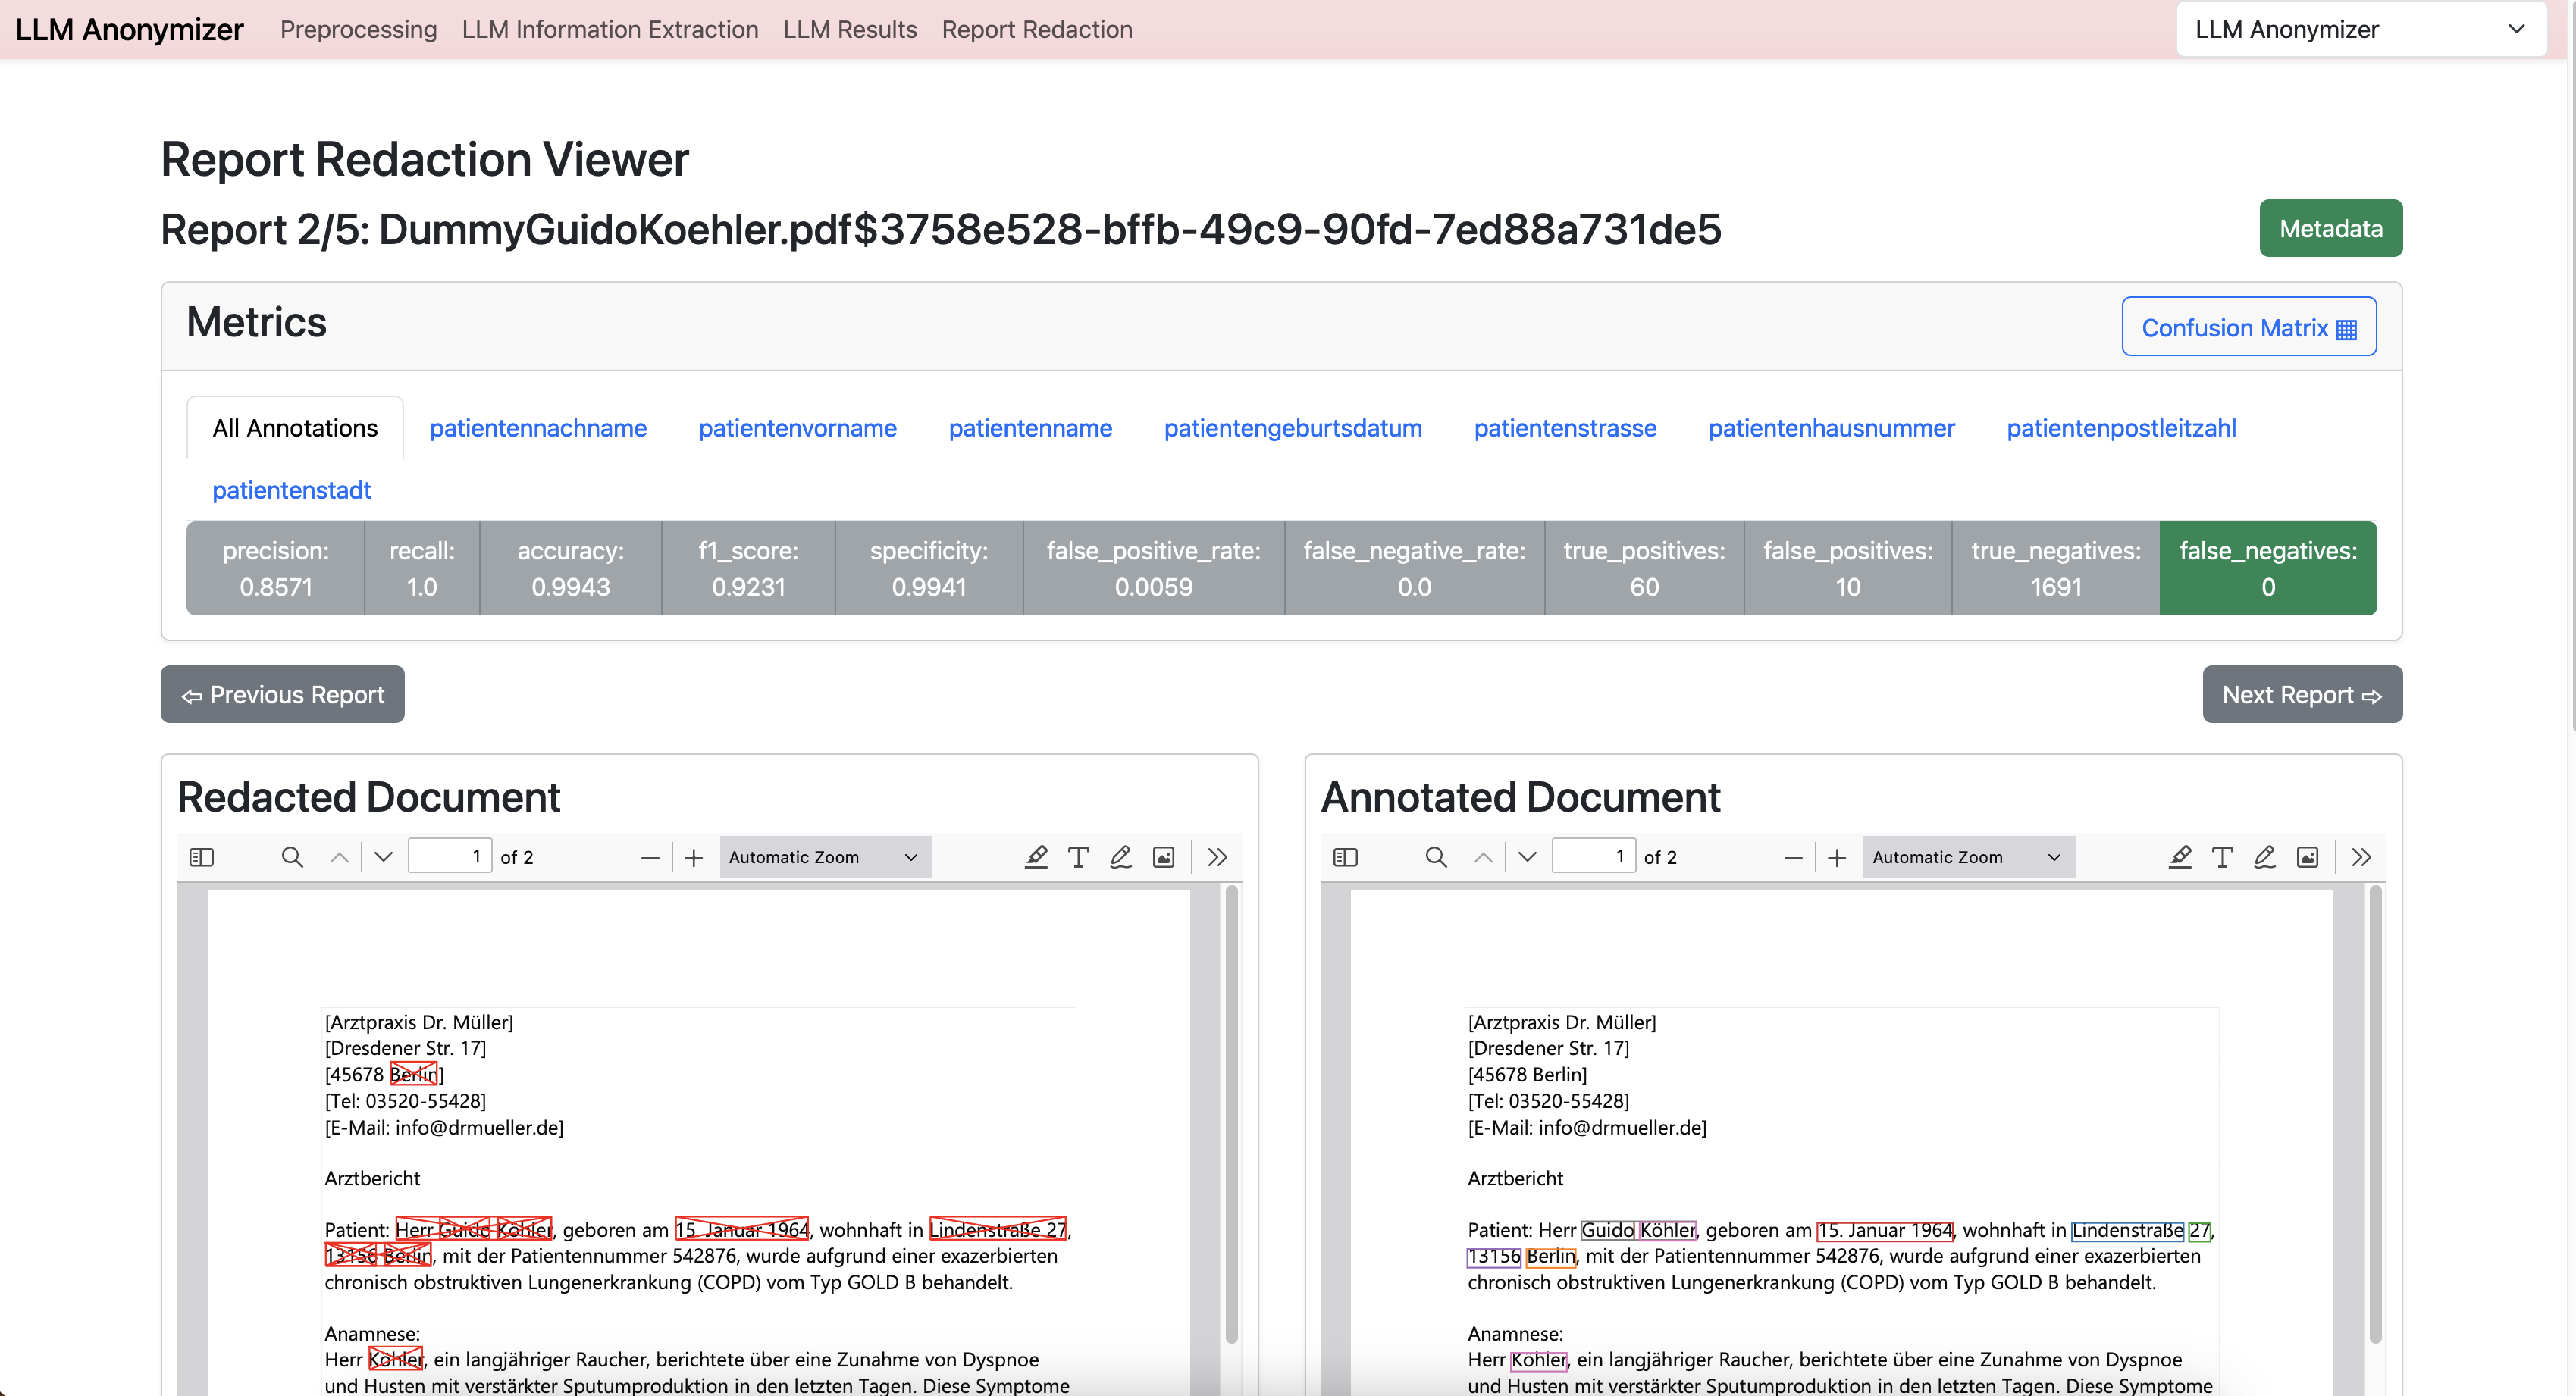 LLM Anonymizer Preprocessing LLM Information Extraction LLM Results Report Redaction LLM Anonymizer
Report Redaction Viewer
Report 2/5: DummyGuidoKoehler.pdf$3758e528-bffb-49c9-90fd-7ed88a731de5 Metadata
Metrics Confusion Matrix
All Annotations patientennachname patientenvorname patientenname patientengeburtsdatum patientenstrasse patientenhausnummer patientenpostleitzahl
patientenstadt
precision: recall: accuracy: f1_score: specificity: false_positive_rate: false_negative_rate: true_positives: false_positives: true_negatives: false_negatives:
0.8571 1.0 0.9943 0.9231 0.9941 0.0059 0.0 60 10 1691 0
⇦ Previous Report Next Report ⇨
Redacted Document
1 of 2 Automatic Zoom
[Arztpraxis Dr. Müller]
[Dresdener Str. 17]
[45678 Berlin]
[Tel: 03520-55428]
[E-Mail: info@drmueller.de]
Arztbericht
Patient: Herr Guido Köhler, geboren am 15. Januar 1964, wohnhaft in Lindenstraße 27,
13156 Berlin, mit der Patientennummer 542876, wurde aufgrund einer exazerbierten
chronisch obstruktiven Lungenerkrankung (COPD) vom Typ GOLD B behandelt.
Anamnese:
Herr Köhler, ein langjähriger Raucher, berichtete über eine Zunahme von Dyspnoe
und Husten mit verstärkter Sputumproduktion in den letzten Tagen. Diese Symptome
Annotated Document
1 of 2 Automatic Zoom
[Arztpraxis Dr. Müller]
[Dresdener Str. 17]
[45678 Berlin]
[Tel: 03520-55428]
[E-Mail: info@drmueller.de]
Arztbericht
Patient: Herr Guido Köhler, geboren am 15. Januar 1964, wohnhaft in Lindenstraße 27,
13156 Berlin, mit der Patientennummer 542876, wurde aufgrund einer exazerbierten
chronisch obstruktiven Lungenerkrankung (COPD) vom Typ GOLD B behandelt.
Anamnese:
Herr Köhler, ein langjähriger Raucher, berichtete über eine Zunahme von Dyspnoe
und Husten mit verstärkter Sputumproduktion in den letzten Tagen. Diese Symptome